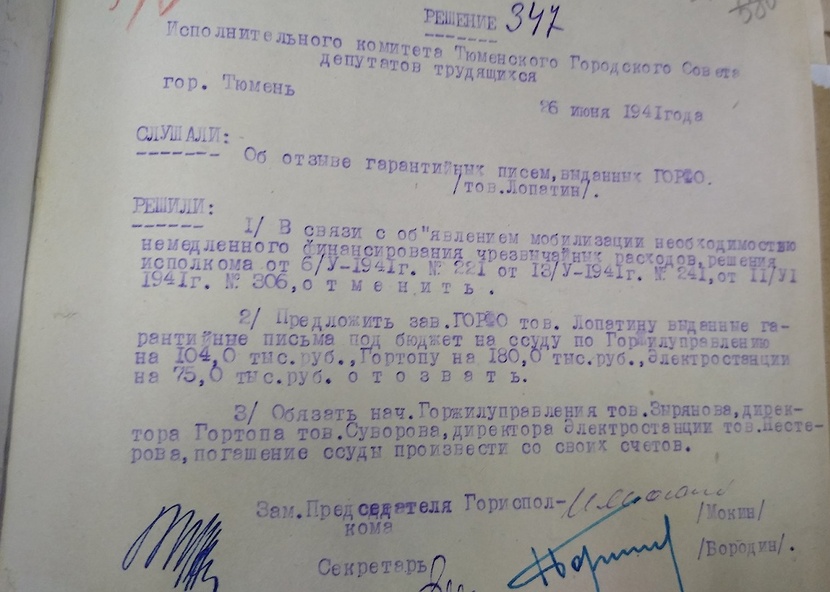 РЕШЕНИЕ 347
Исполнительного комитета Тюменского Городского Совета
депутатов трудящихся
гор. Тюмень
26 июня 1941года
СЛУШАЛИ:
Об отзыве гарантийных писем,выданных ГОРФО.
/тов.Лопатин/.
РЕШИЛИ:
1/ В связи с об"явлением мобилизации необходимостью
немедленного финансирования чрезвычайных расходов,решения
исполкома от 6/У-1941г. № 221 от 13/У-1941г. № 241,от 11/У1
1941г. № 306,о т м е н и т ь .
2/ Предложить зав.ГОРФО тов. Лопатину выданные га-
рантийные письма под бюджет на ссуду по Горжилуправлению
на 104,0 тыс.руб.,Гортопу на 180,0 тыс.руб.,Электростанции
на 75,0 тыс.руб. о т о з в а т ь.
3/ Обязать нач.Горжилуправления тов.Зырянова,дирек-
тора Гортопа тов.Суворова,директора Электростанции тов.Несте-
рова,погашение ссуды произвести со своих счетов.
Зам.Председателя Гориспол-
кома
/Мокин/
Секретарь
/Бородин/.